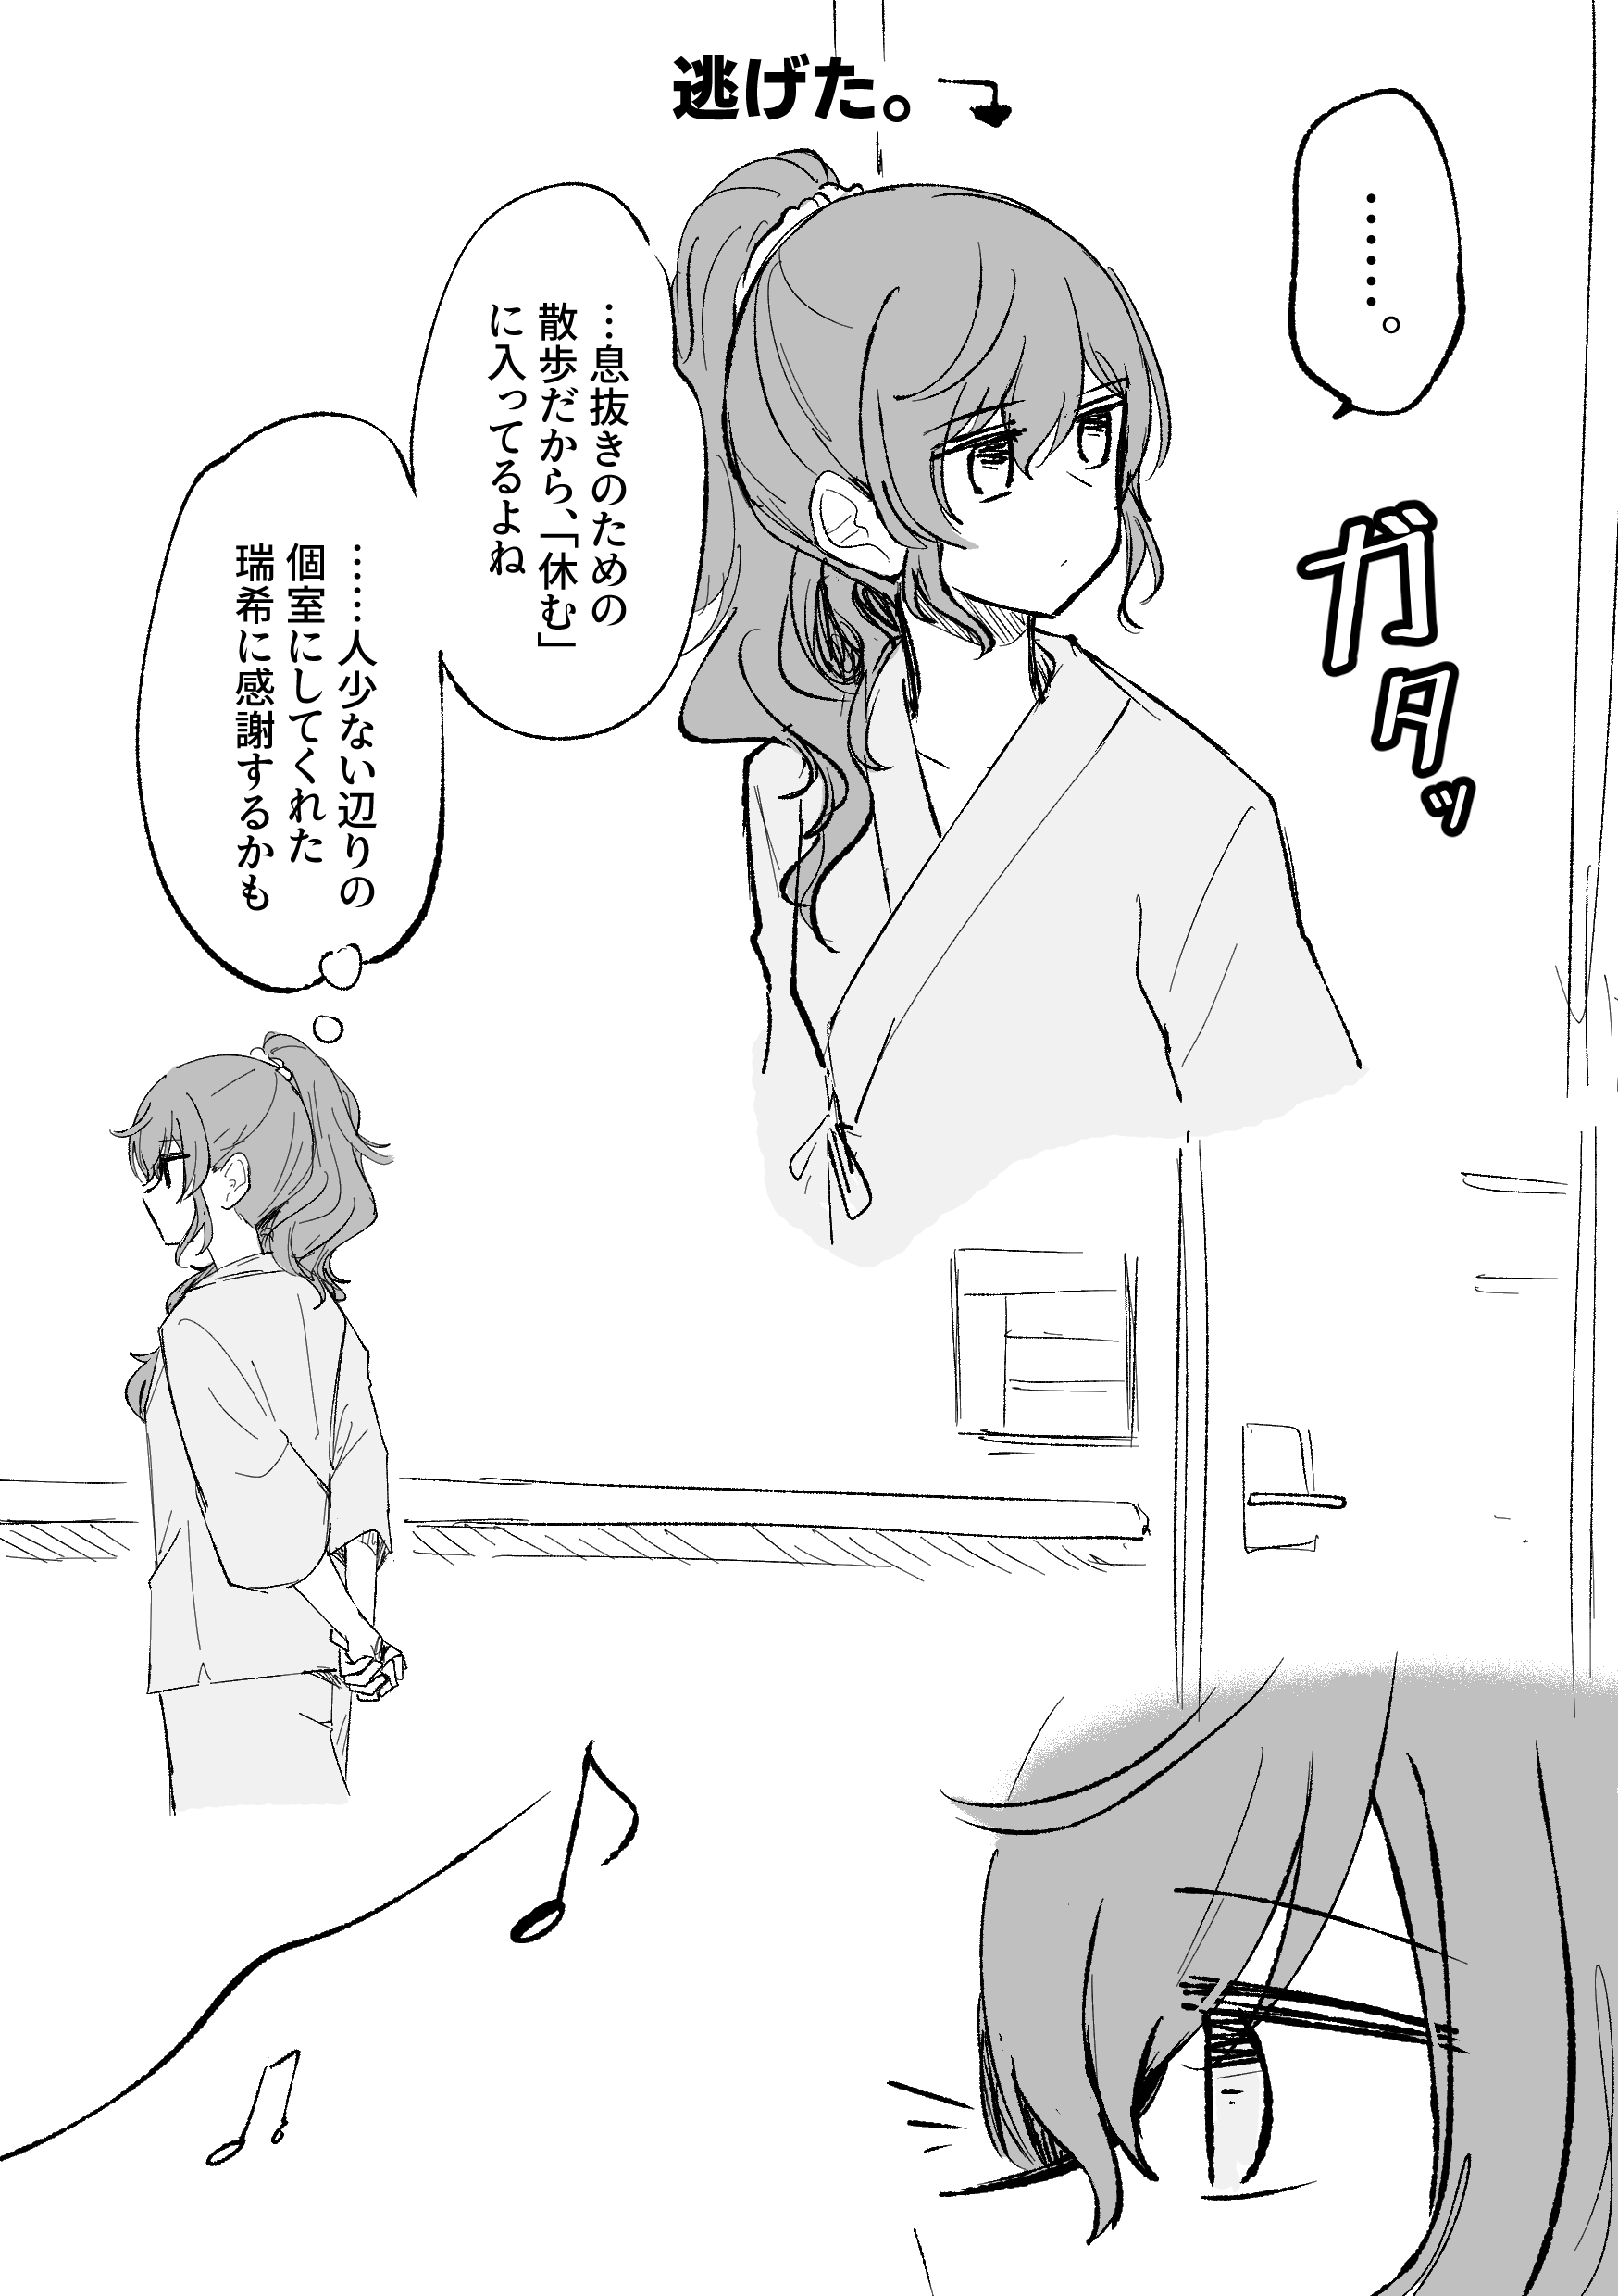 逃げた。
……。
ガタッ
…息抜きのための
散歩だから、「休む」
に入ってるよね
……人少ない辺りの
個室にしてくれた
瑞希に感謝するかも